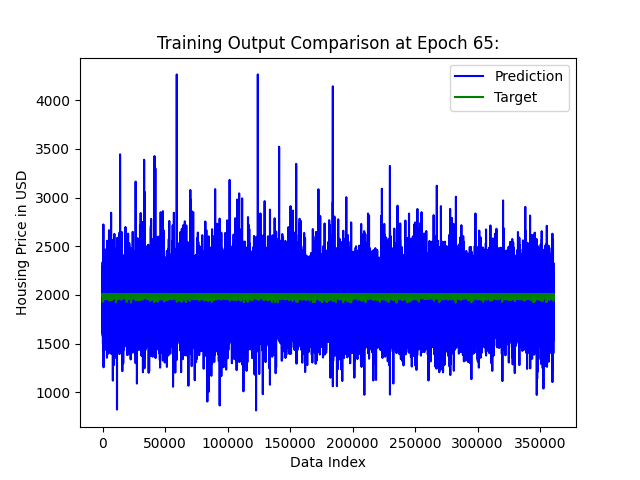 Training Output Comparison at Epoch 65:
Prediction
Target
Housing Price in USD
4000
3500
3000
2500
2000
1500
1000
0 50000 100000 150000 200000 250000 300000 350000
Data Index